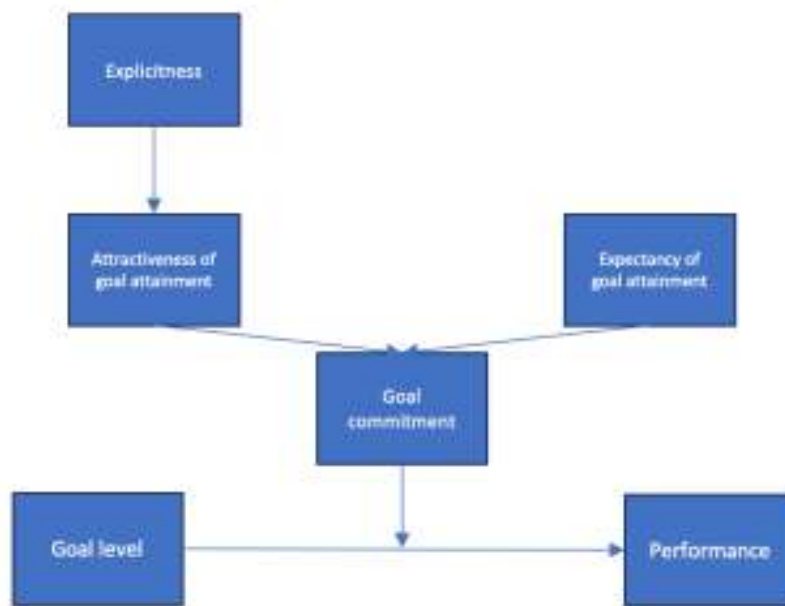 Explicitness
Attractiveness of
goal attainment
Expectancy of
goal attainment
Goal
commitment
Goal level
Performance